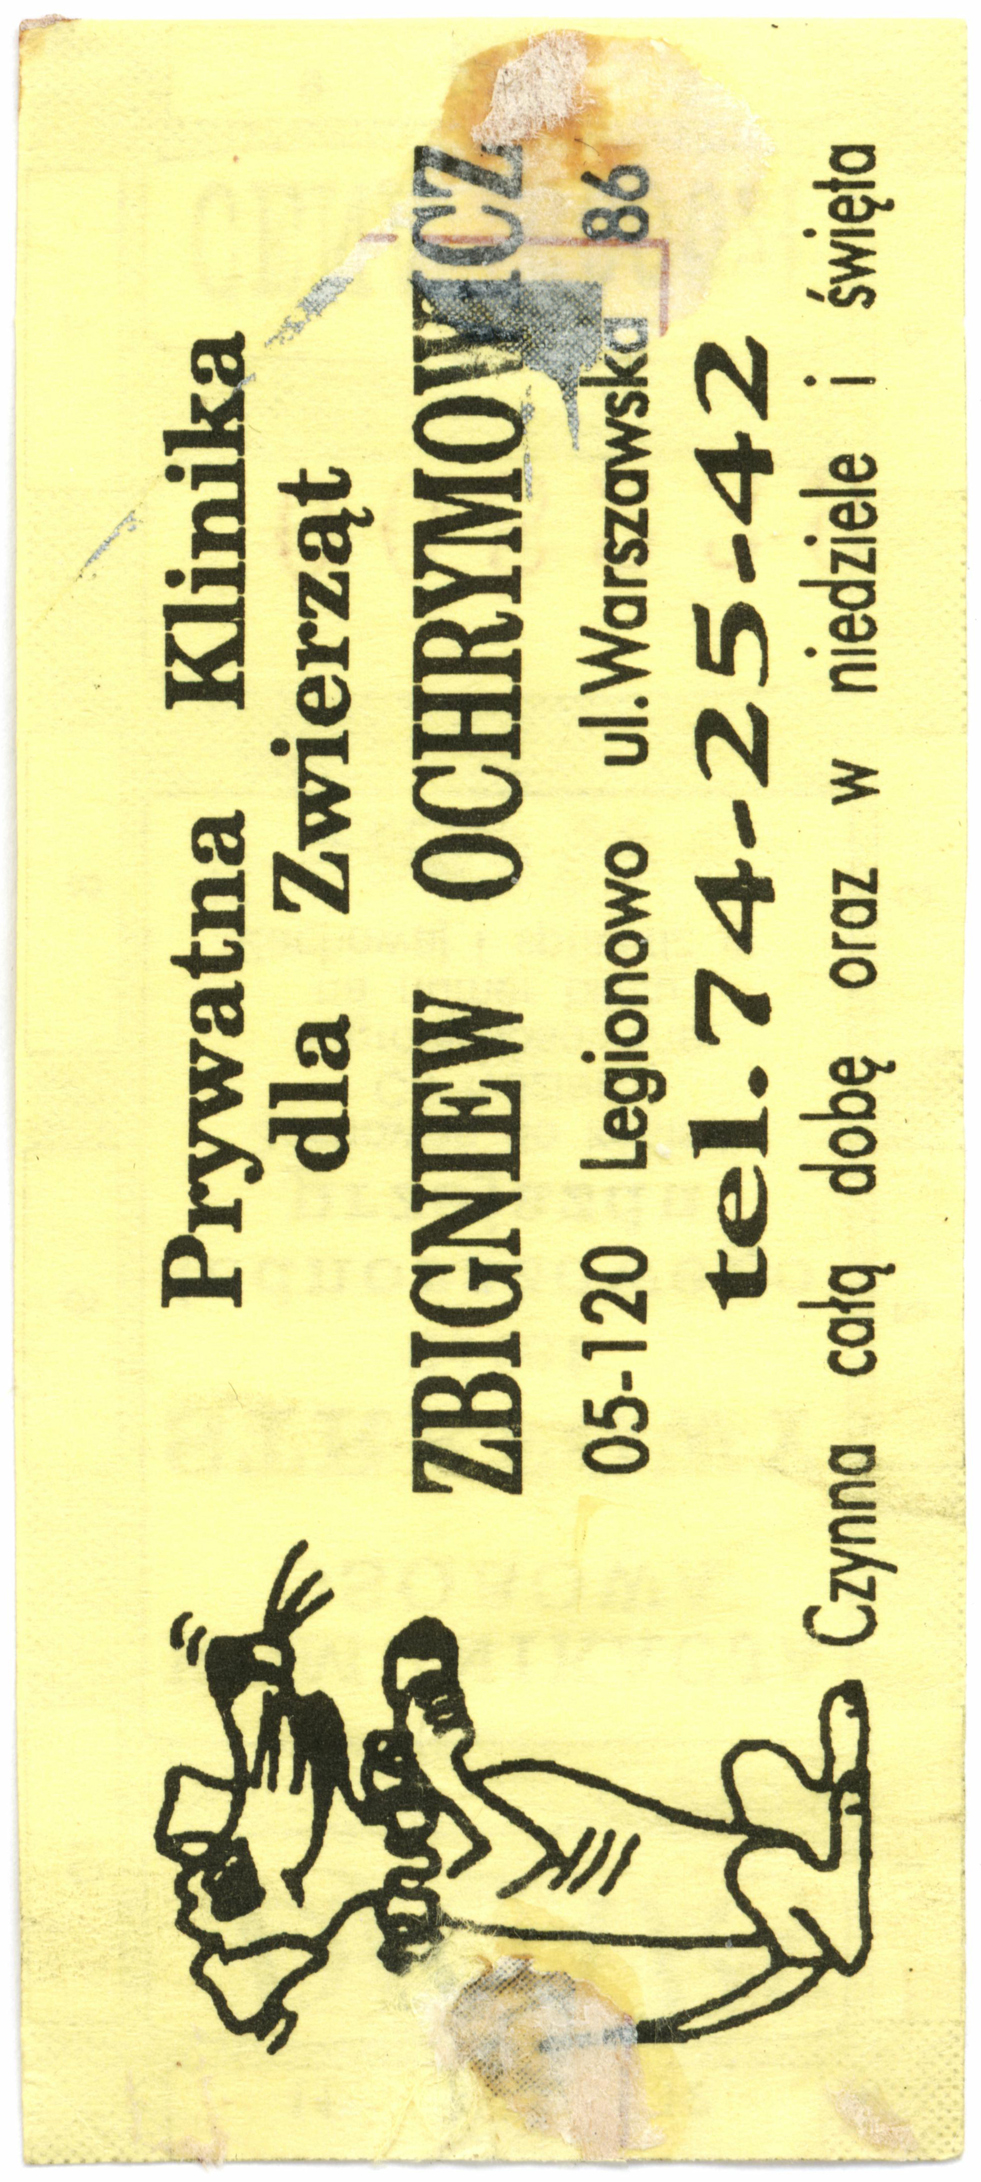 Prywatna Klinika
dla Zwierząt
ZBIGNIEW OCHRYMOWICZ
05-120 Legionowo ul.Warszawska 86
tel.74-25-42
Czynna całą dobę oraz w niedziele i święta